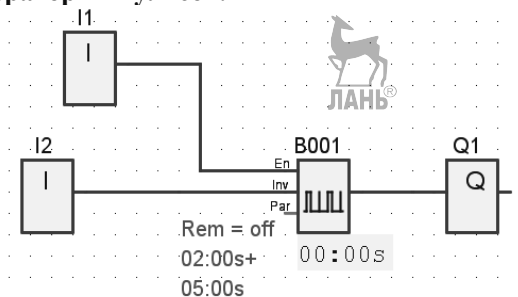 I1
I
ЛАНЬ®
I2
I
B001
Q1
En
Inv
Par
Q
Rem = off
02:00s+
05:00s
00:00s